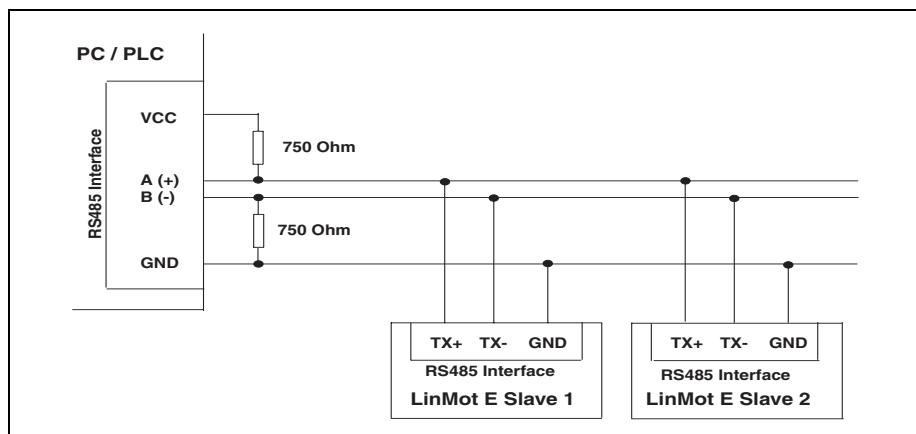 PC / PLC
RS485 Interface
VCC
750 Ohm
A (+)
B (-)
750 Ohm
GND
TX+ TX- GND
RS485 Interface
LinMot E Slave 1
TX+ TX- GND
RS485 Interface
LinMot E Slave 2